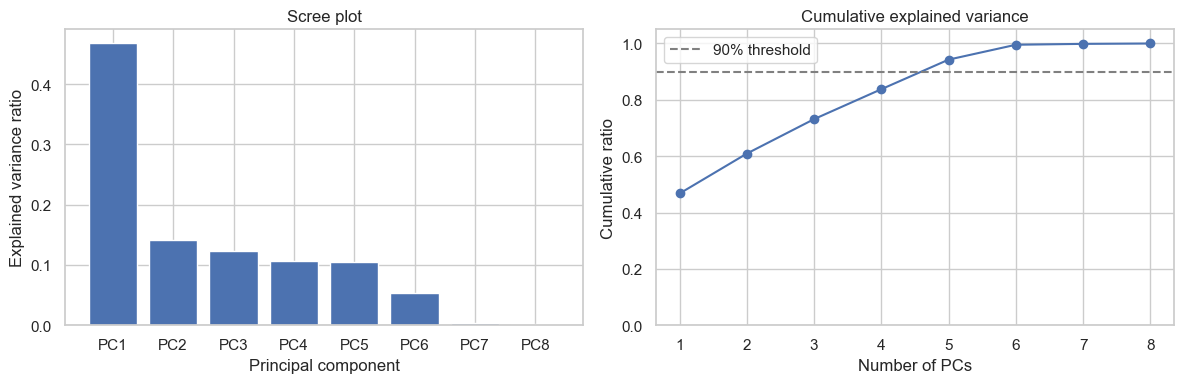 Scree plot
Explained variance ratio
0.4
0.3
0.2
0.1
0.0
PC1 PC2 PC3 PC4 PC5 PC6 PC7 PC8
Principal component
Cumulative explained variance
90% threshold
Cumulative ratio
1.0
0.8
0.6
0.4
0.2
0.0
1 2 3 4 5 6 7 8
Number of PCs